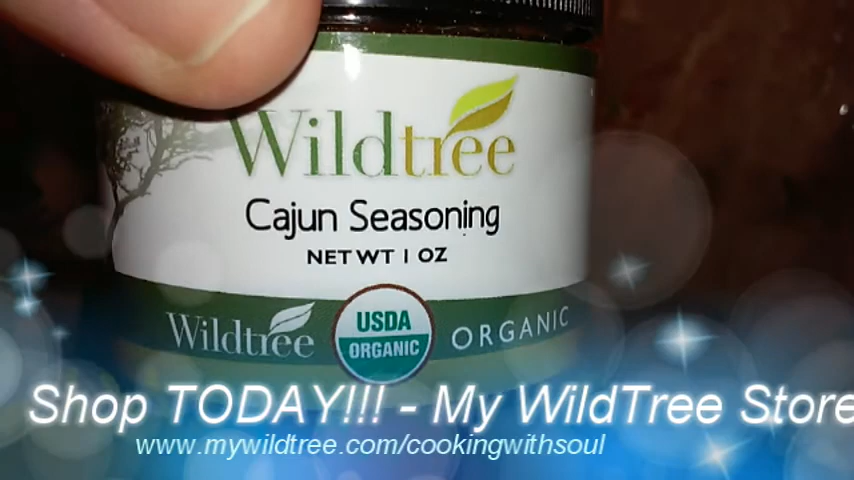 Wildtree
Cajun Seasoning
NET WT 1 OZ
Wildtree
USDA
ORGANIC
ORGANIC
Shop TODAY!!! - My WildTree Store
www.mywildtree.com/cookingwithsoul